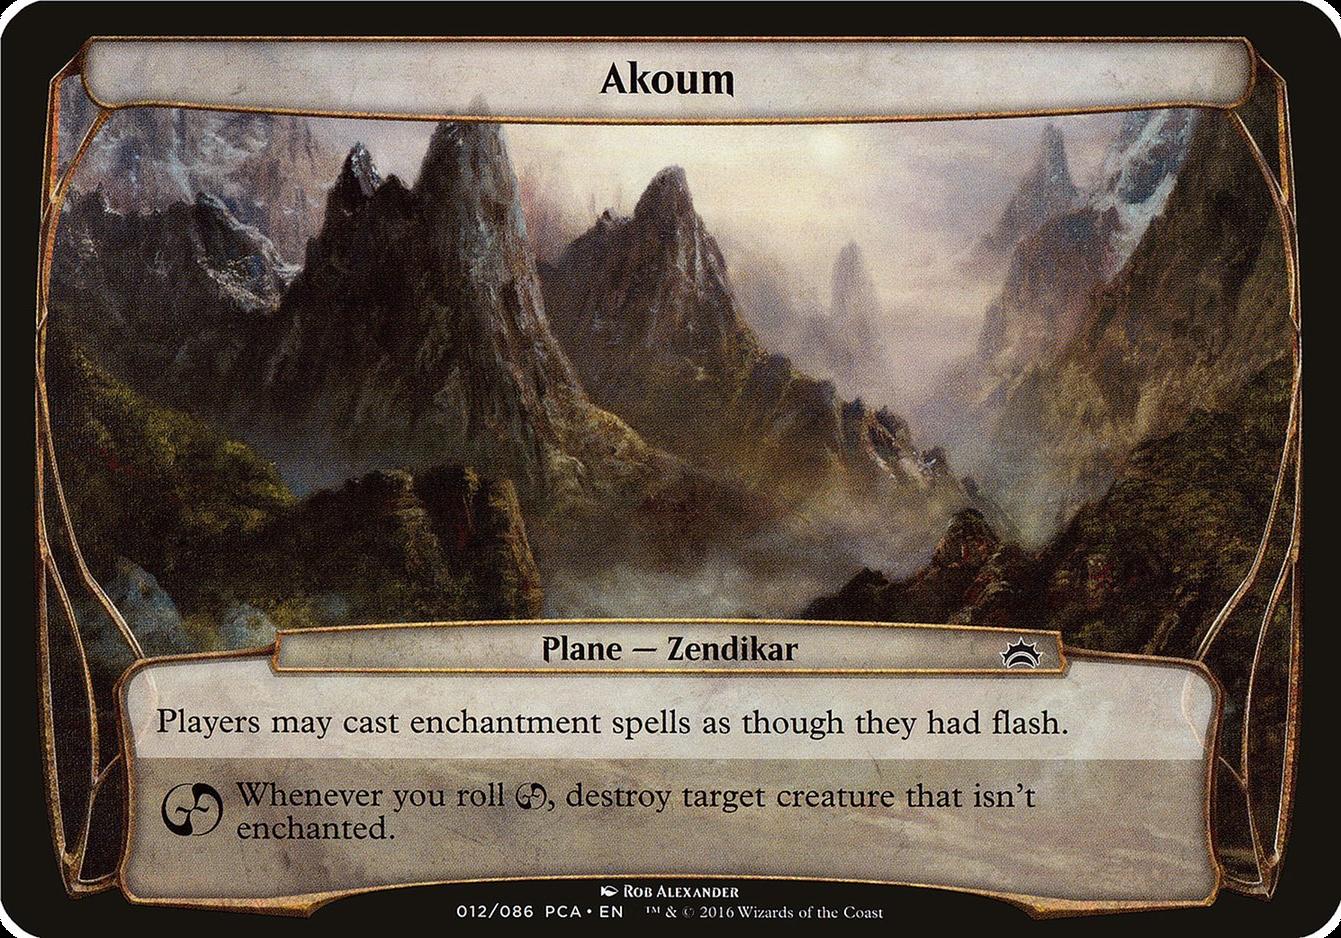 Akoum
Plane — Zendikar
Players may cast enchantment spells as though they had flash.
Whenever you roll , destroy target creature that isn't
enchanted.
Rob Alexander
012/086 PCA • EN ™ & © 2016 Wizards of the Coast